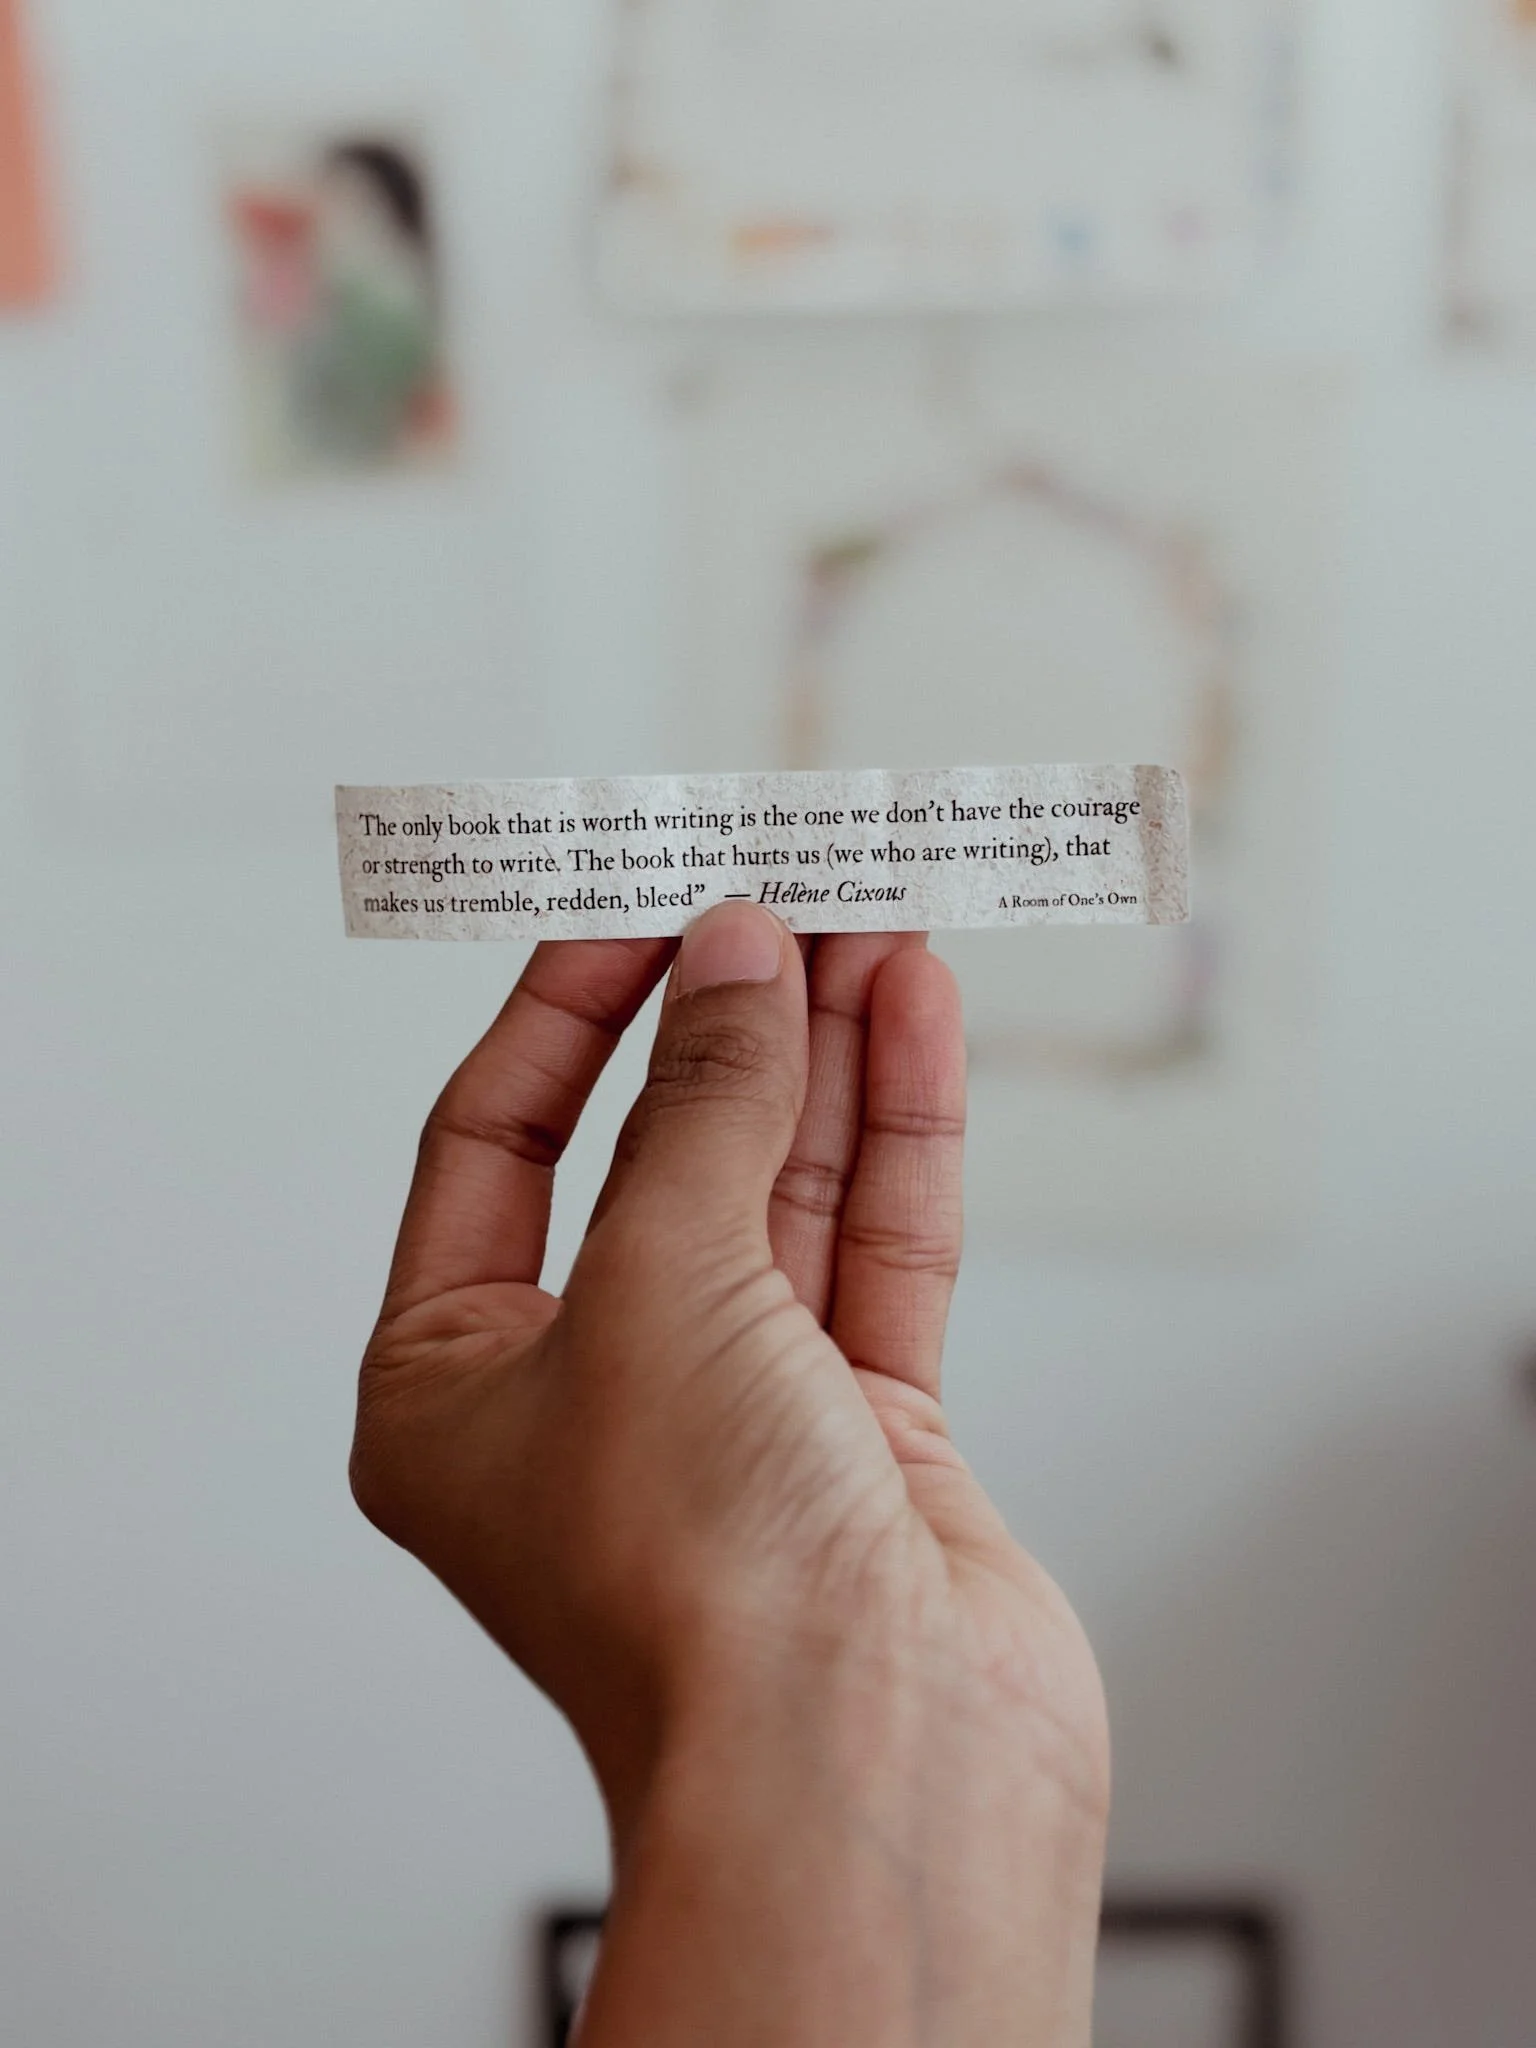 The only book that is worth writing is the one we don’t have the courage
or strength to write. The book that hurts us (we who are writing), that
makes us tremble, redden, bleed” — Hélène Cixous
A Room of One’s Own